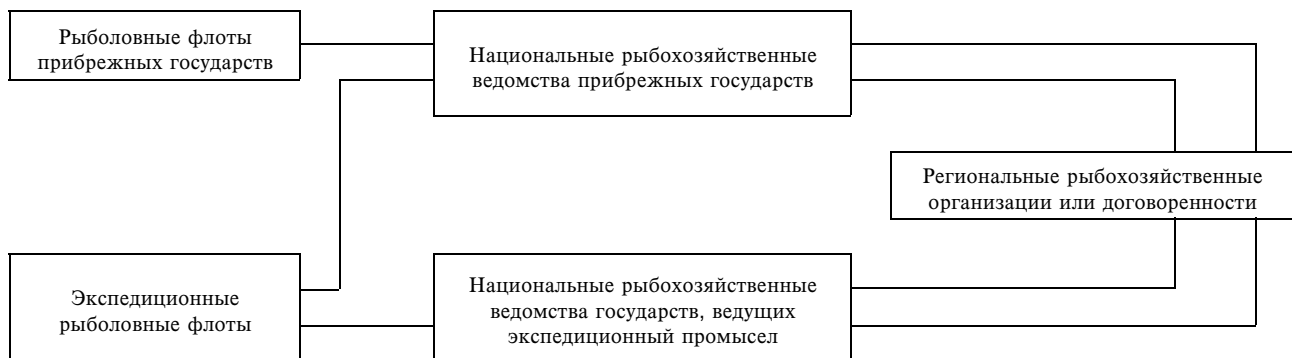 Рыболовные флоты
прибрежных государств
Национальные рыбохозяйственные
ведомства прибрежных государств
Региональные рыбохозяйственные
организации или договоренности
Экспедиционные
рыболовные флоты
Национальные рыбохозяйственные
ведомства государств, ведущих
экспедиционный промысел